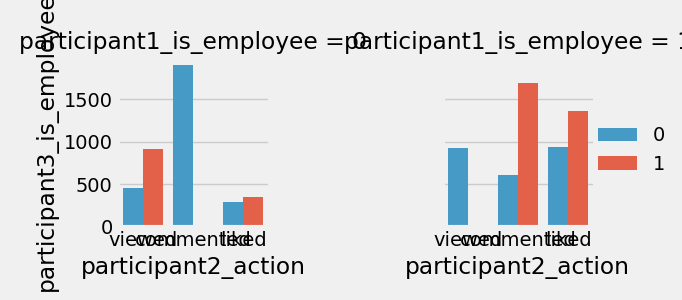 participant1_is_employee = 0
participant1_is_employee = 1
participant3_is_employee
1500
1000
500
0
viewed commented liked
viewed commented liked
participant2_action
participant2_action
0
1